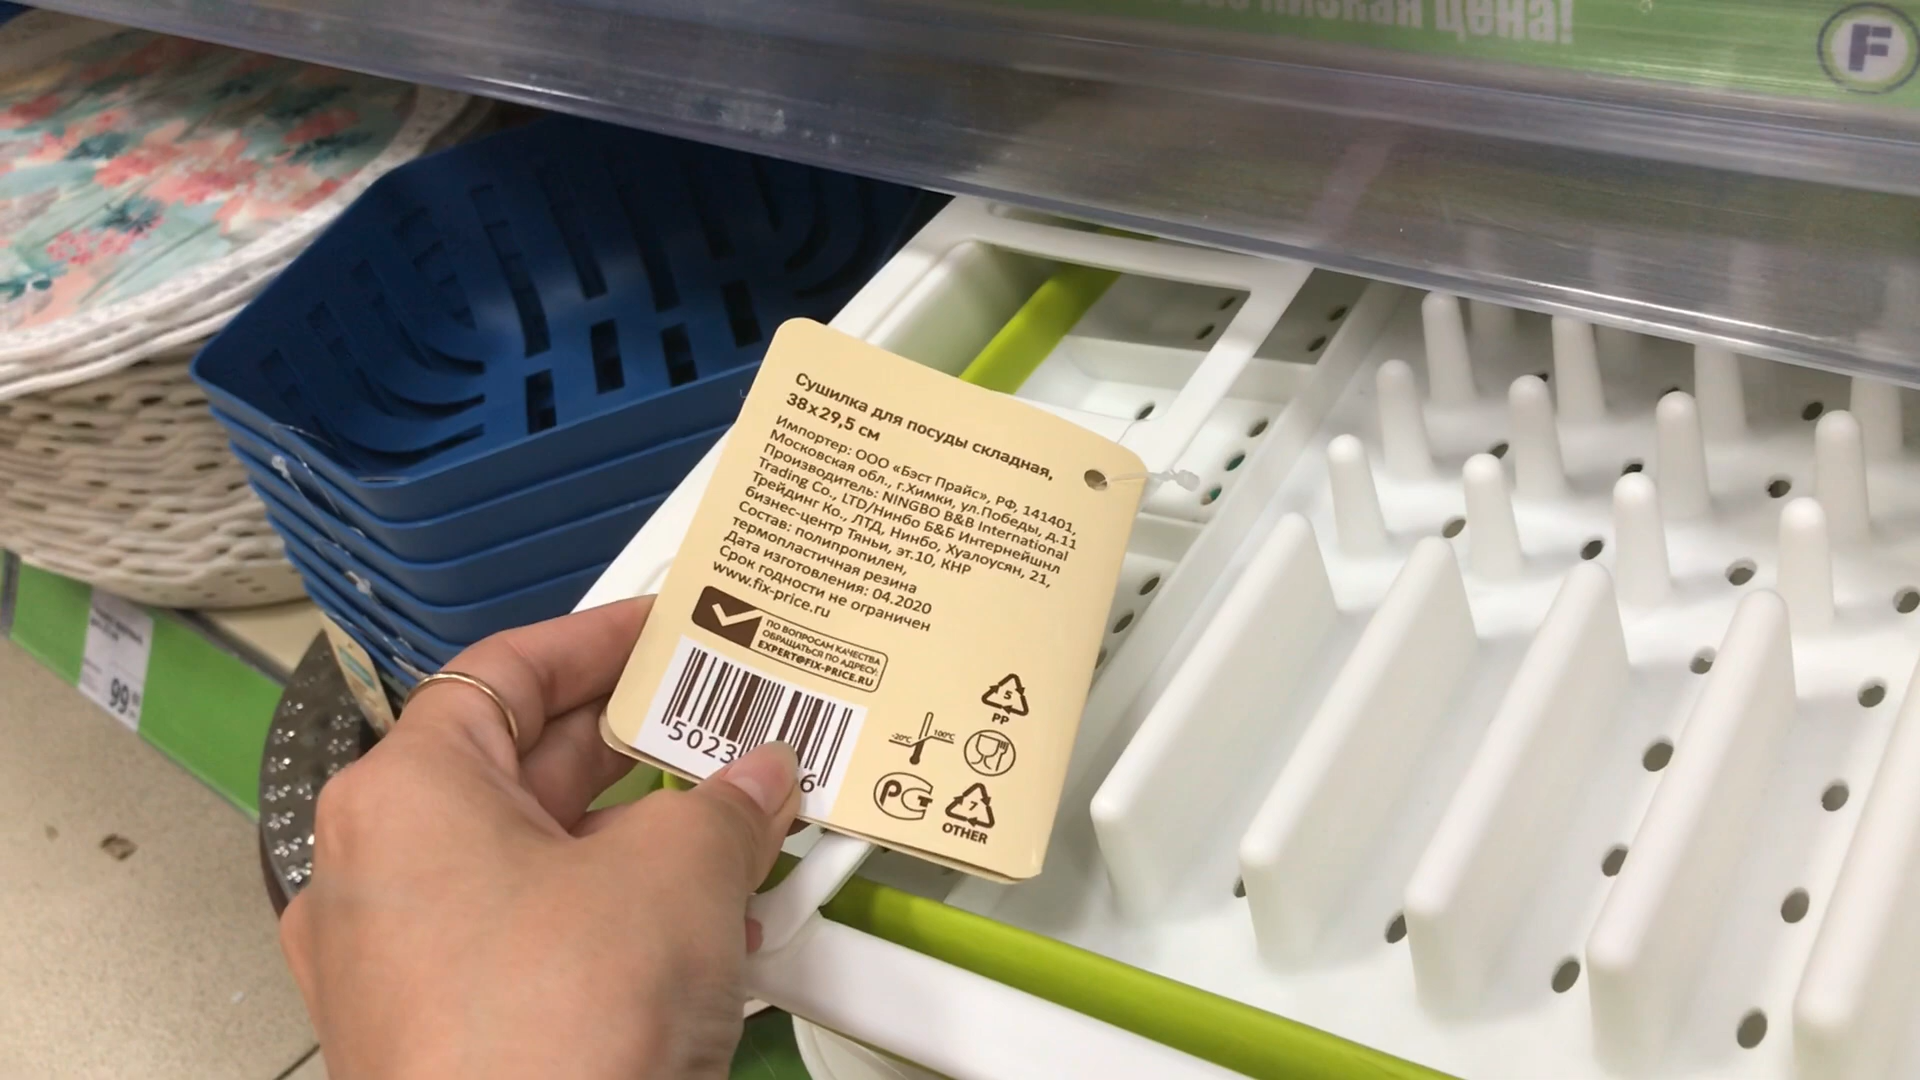 низкая цена!
F
Сушилка для посуды складная,
38х29,5 см
Импортер: ООО «Бэст Прайс», РФ, 141401,
Московская обл., г.Химки, ул.Победы, д.11
Производитель: NINGBO B&B International
Trading Co., LTD/Нинбо Б&Б Интернейшнл
Трейдинг Ко., ЛТД, Нинбо, Хуалоусян, 21,
бизнес-центр Тяньи, эт.10, КНР
Состав: полипропилен,
термопластичная резина
Дата изготовления: 04.2020
Срок годности не ограничен
www.fix-price.ru
ПО ВОПРОСАМ КАЧЕСТВА
ОБРАЩАТЬСЯ ПО АДРЕСУ:
EXPERT@FIX-PRICE.RU
5023
6
5
PP
-20°C
100°C
РСТ
7
OTHER
99